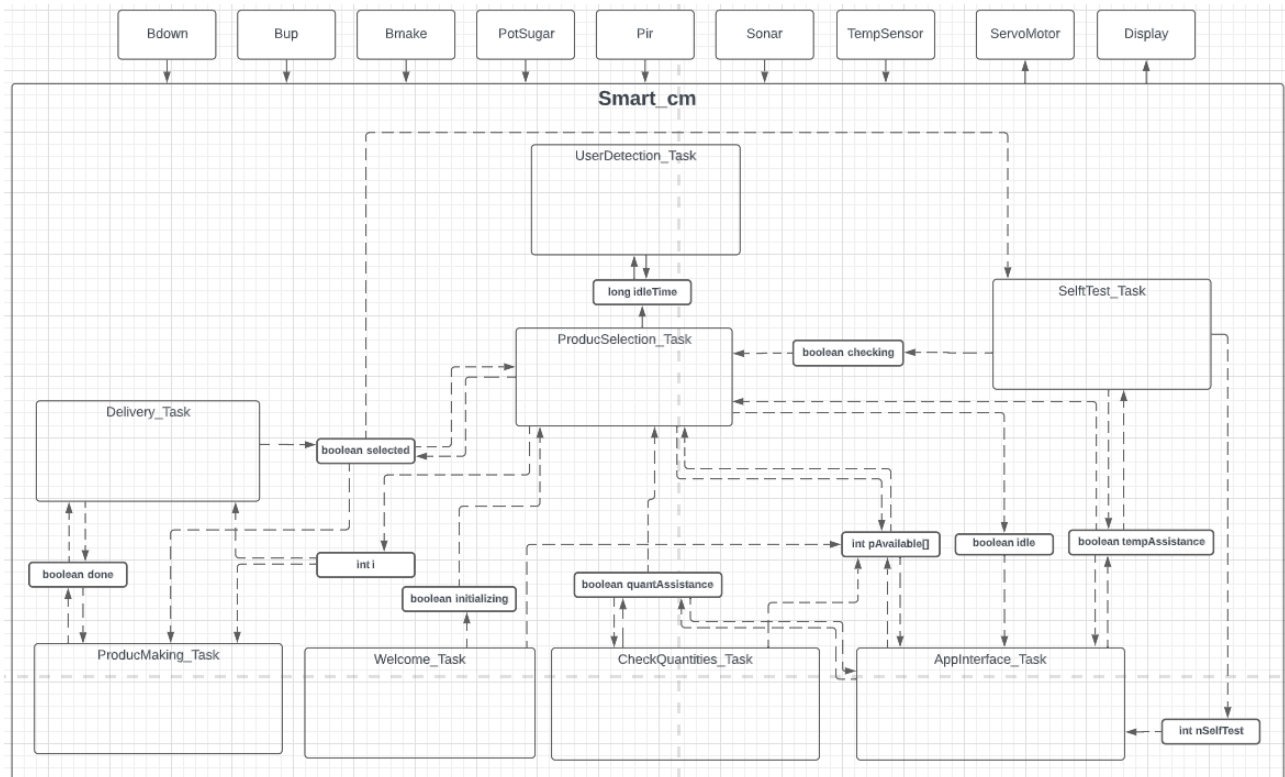 Bdown
Bup
Bmake
PotSugar
Pir
Sonar
TempSensor
ServoMotor
Display
Smart_cm
UserDetection_Task
long idleTime
SelftTest_Task
ProducSelection_Task
boolean checking
Delivery_Task
boolean selected
int pAvailable[]
boolean idle
boolean tempAssistance
int i
boolean done
boolean quantAssistance
boolean initializing
ProducMaking_Task
Welcome_Task
CheckQuantities_Task
AppInterface_Task
int nSelfTest